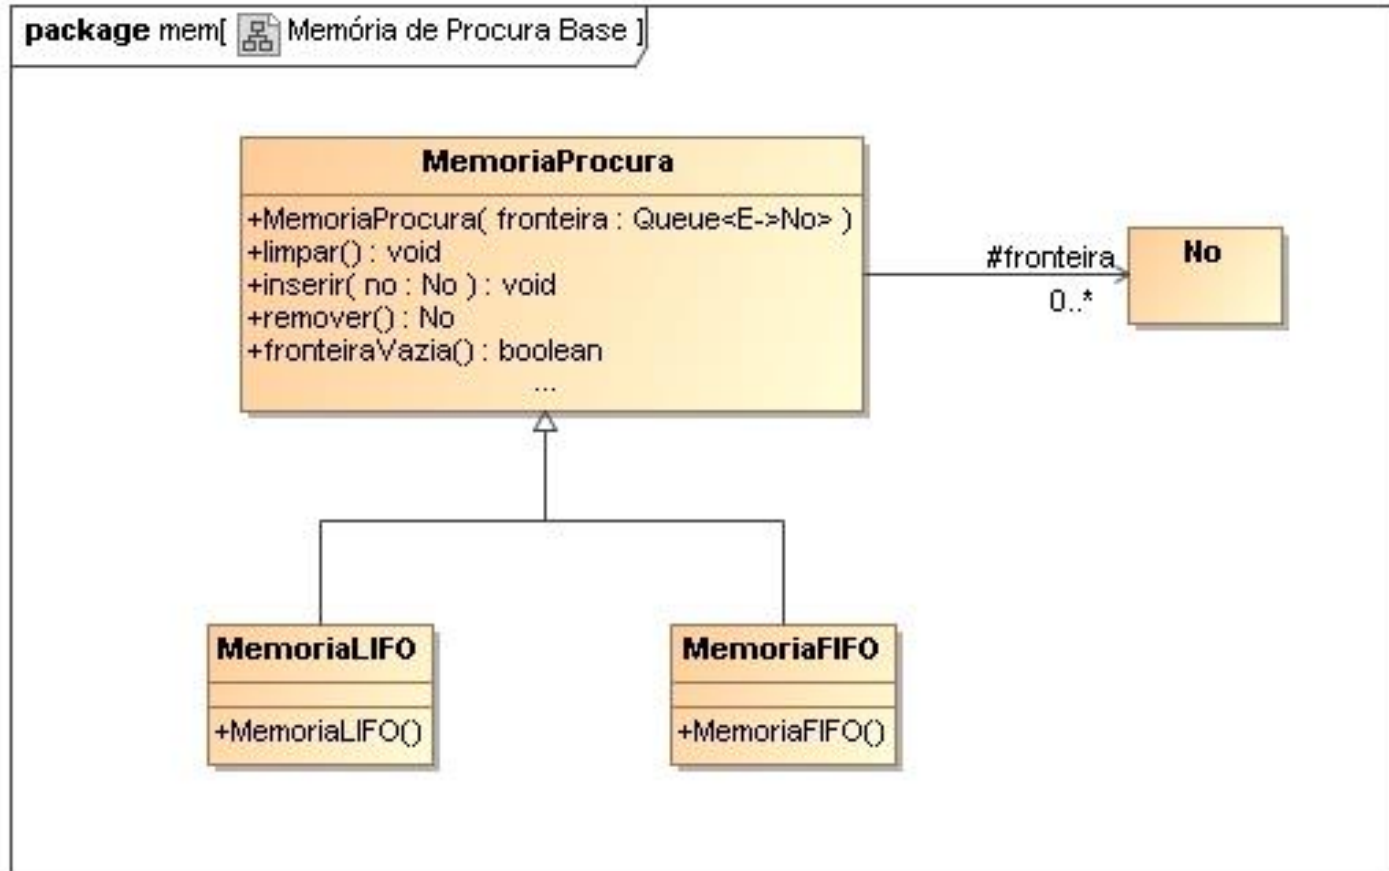 package mem[ Memória de Procura Base ]
MemoriaProcura
+MemoriaProcura( fronteira : Queue<E->No> )
+limpar() : void
+inserir( no : No ) : void
+remover() : No
+fronteiraVazia() : boolean
...
#fronteira
0..*
No
MemoriaLIFO
+MemoriaLIFO()
MemoriaFIFO
+MemoriaFIFO()